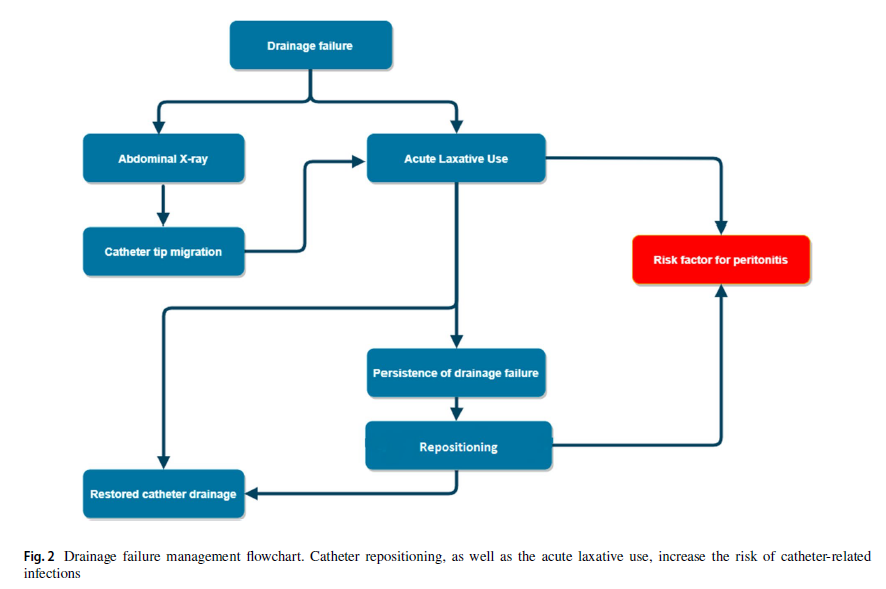 Drainage failure
Abdominal X-ray
Acute Laxative Use
Catheter tip migration
Risk factor for peritonitis
Persistence of drainage failure
Repositioning
Restored catheter drainage
Fig. 2 Drainage failure management flowchart. Catheter repositioning, as well as the acute laxative use, increase the risk of catheter-related
infections